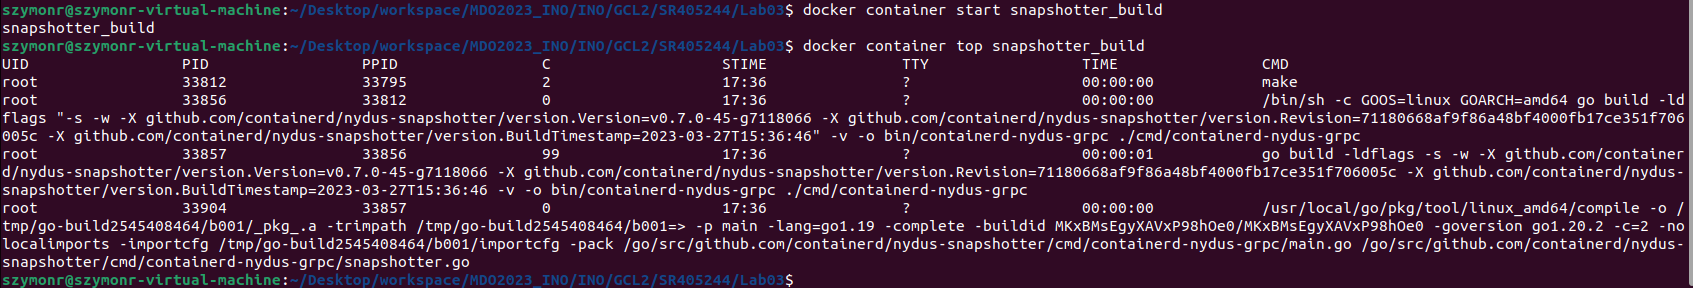 szymonr@szymonr-virtual-machine:~/Desktop/workspace/MDO2023_INO/INO/GCL2/SR405244/Lab03$ docker container start snapshotter_build
snapshotter_build
szymonr@szymonr-virtual-machine:~/Desktop/workspace/MDO2023_INO/INO/GCL2/SR405244/Lab03$ docker container top snapshotter_build
UID PID PPID C STIME TTY TIME CMD
root 33812 33795 2 17:36 ? 00:00:00 make
root 33856 33812 0 17:36 ? 00:00:00 /bin/sh -c GOOS=linux GOARCH=amd64 go build -ld
flags "-s -w -X github.com/containerd/nydus-snapshotter/version.Version=v0.7.0-45-g7118066 -X github.com/containerd/nydus-snapshotter/version.Revision=71180668af9f86a48bf4000fb17ce351f706
005c -X github.com/containerd/nydus-snapshotter/version.BuildTimestamp=2023-03-27T15:36:46" -v -o bin/containerd-nydus-grpc ./cmd/containerd-nydus-grpc
root 33857 33856 99 17:36 ? 00:00:01 go build -ldflags -s -w -X github.com/container
d/nydus-snapshotter/version.Version=v0.7.0-45-g7118066 -X github.com/containerd/nydus-snapshotter/version.Revision=71180668af9f86a48bf4000fb17ce351f706005c -X github.com/containerd/nydus-
snapshotter/version.BuildTimestamp=2023-03-27T15:36:46 -v -o bin/containerd-nydus-grpc ./cmd/containerd-nydus-grpc
root 33904 33857 0 17:36 ? 00:00:00 /usr/local/go/pkg/tool/linux_amd64/compile -o /
tmp/go-build2545408464/b001/_pkg_.a -trimpath /tmp/go-build2545408464/b001=> -p main -lang=go1.19 -complete -buildid MKxBMsEgyXAVxP98hOe0/MKxBMsEgyXAVxP98hOe0 -goversion go1.20.2 -c=2 -no
localimports -importcfg /tmp/go-build2545408464/b001/importcfg -pack /go/src/github.com/containerd/nydus-snapshotter/cmd/containerd-nydus-grpc/main.go /go/src/github.com/containerd/nydus-
snapshotter/cmd/containerd-nydus-grpc/snapshotter.go
szymonr@szymonr-virtual-machine:~/Desktop/workspace/MDO2023_INO/INO/GCL2/SR405244/Lab03$